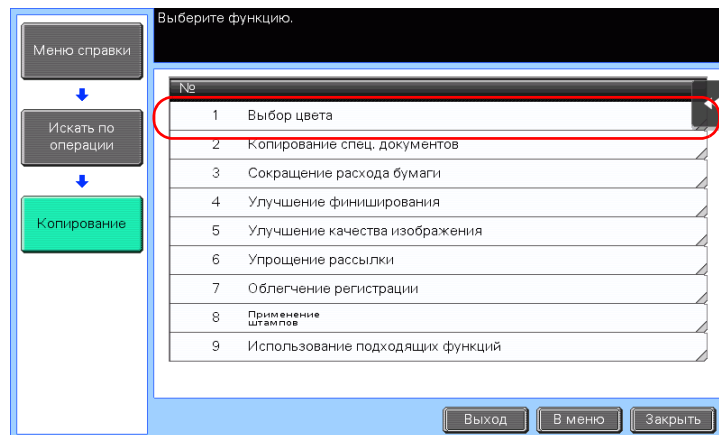 Выберите функцию.
Меню справки
Искать по
операции
Копирование
№
1 Выбор цвета
2 Копирование спец. документов
3 Сокращение расхода бумаги
4 Улучшение финиширования
5 Улучшение качества изображения
6 Упрощение рассылки
7 Облегчение регистрации
8 Применение
штампов
9 Использование подходящих функций
Выход В меню Закрыть